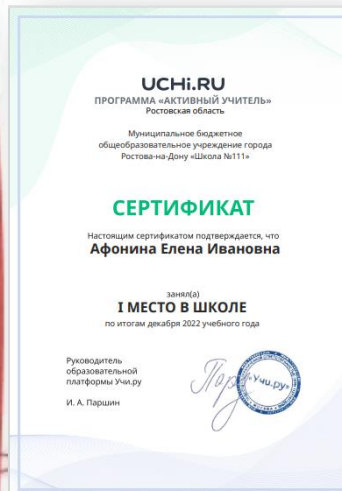 UCHi.RU
ПРОГРАММА «АКТИВНЫЙ УЧИТЕЛЬ»
Ростовская область
Муниципальное бюджетное
общеобразовательное учреждение города
Ростова-на-Дону «Школа №111»
СЕРТИФИКАТ
Настоящим сертификатом подтверждается, что
Афонина Елена Ивановна
занял(а)
I МЕСТО В ШКОЛЕ
по итогам декабря 2022 учебного года
Руководитель
образовательной
платформы Учи.ру
И. А. Паршин
«Учи.ру»